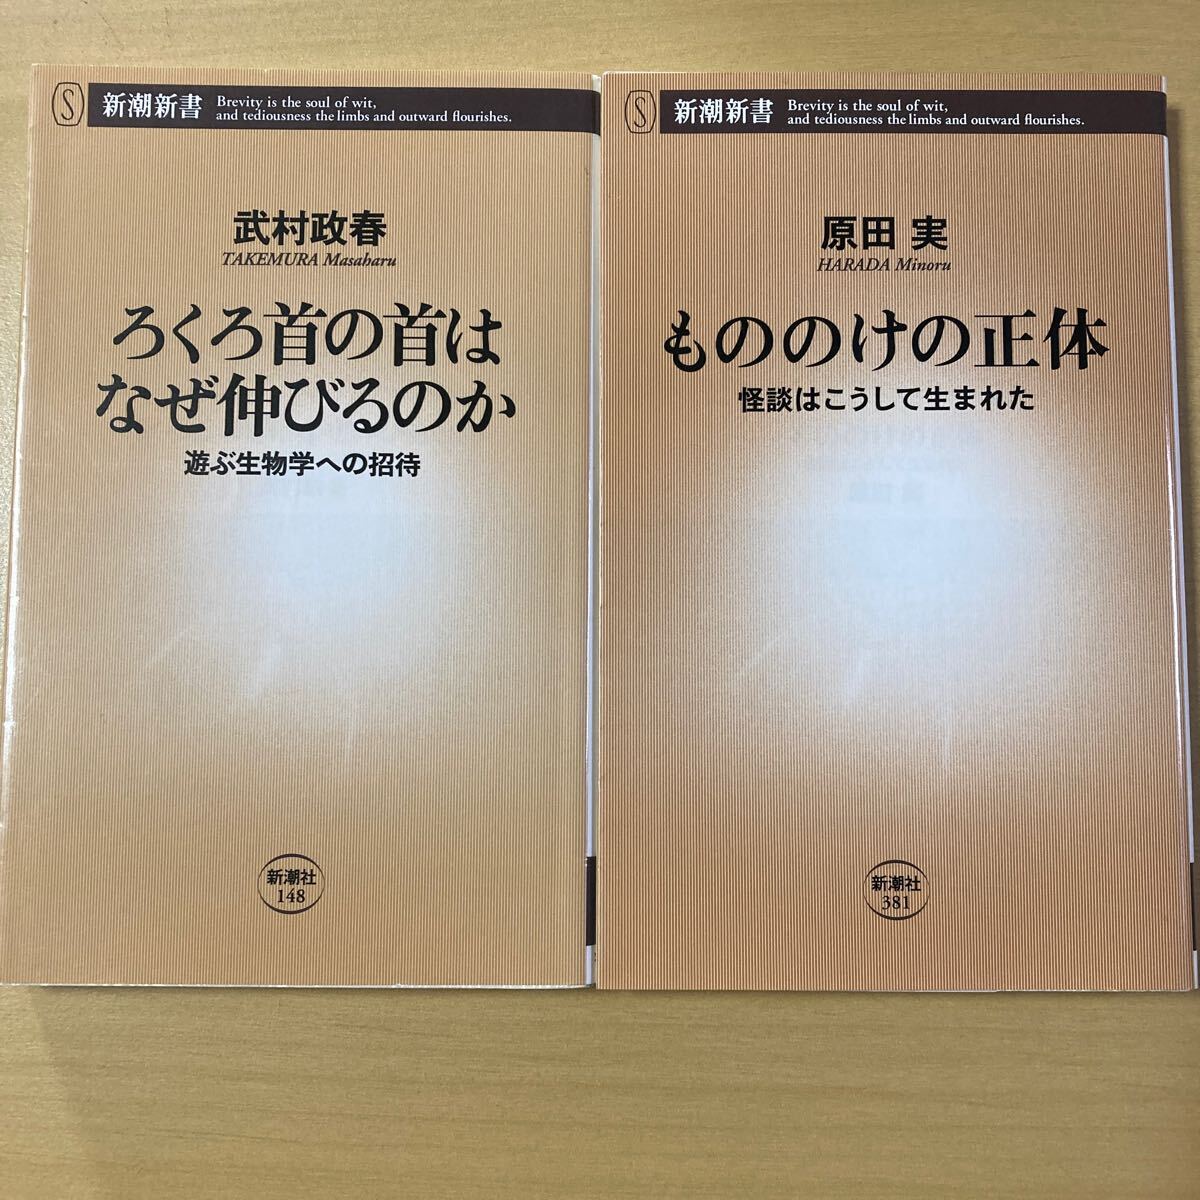 S
新潮新書
Brevity is the soul of wit,
and tediousness the limbs and outward flourishes.
武村政春
TAKEMURA Masaharu
ろくろ首の首は
なぜ伸びるのか
遊ぶ生物学への招待
新潮社
148
S
新潮新書
Brevity is the soul of wit,
and tediousness the limbs and outward flourishes.
原田 実
HARADA Minoru
もののけの正体
怪談はこうして生まれた
新潮社
381